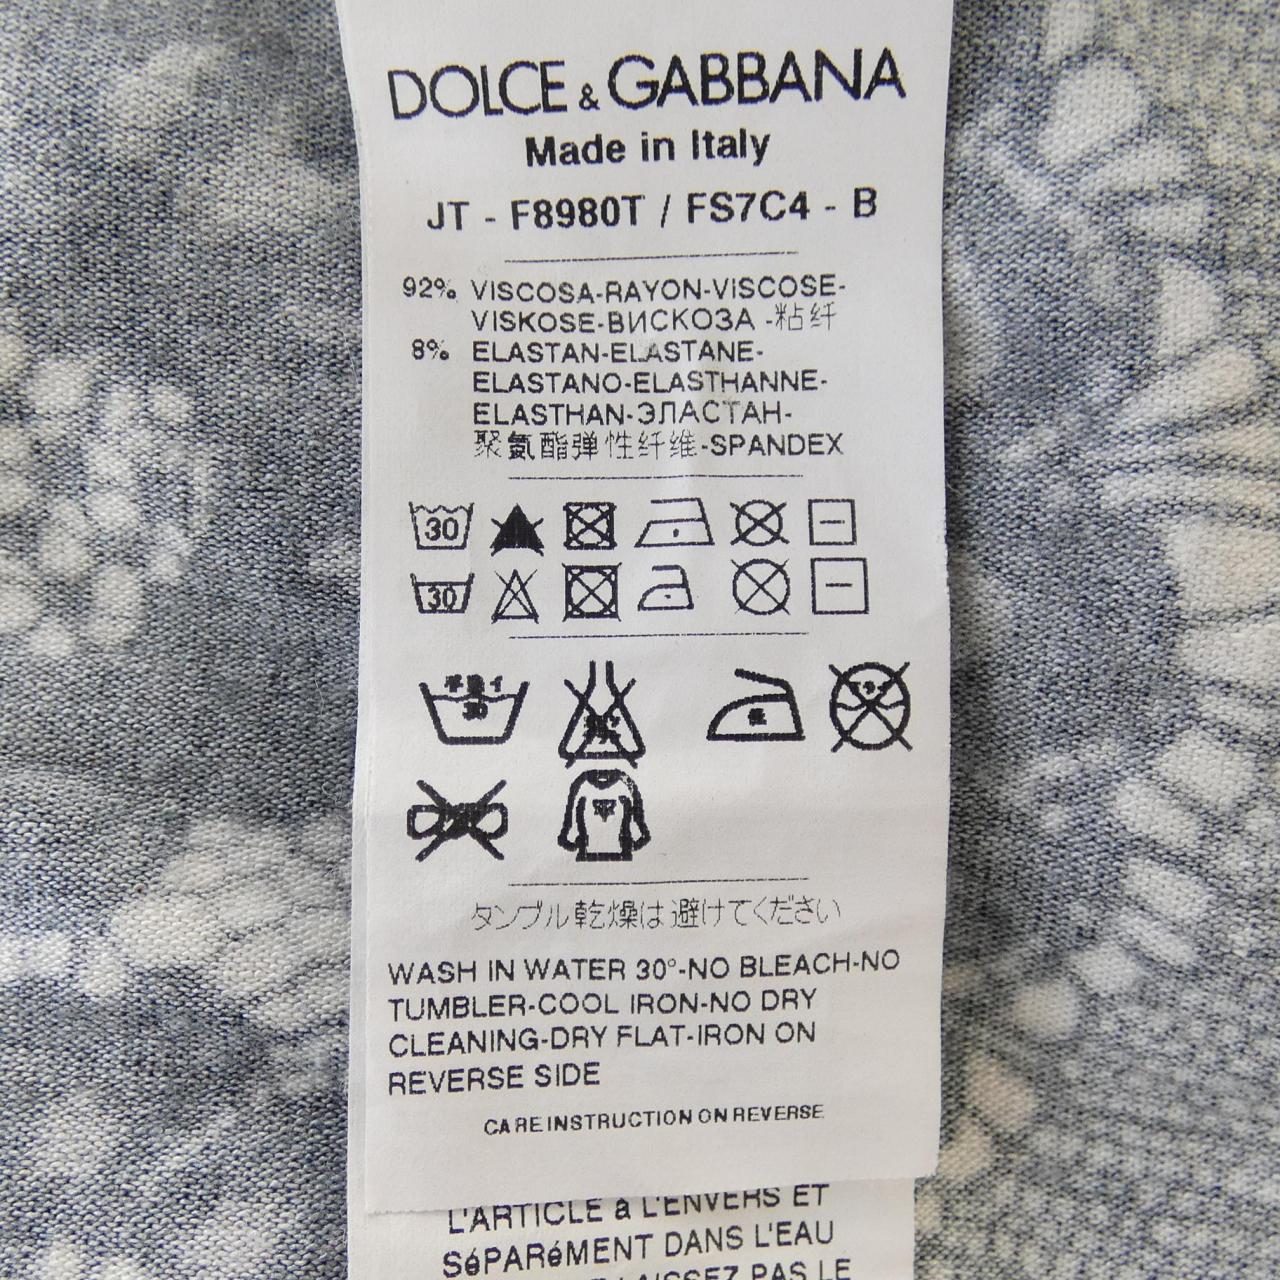 DOLCE & GABBANA
Made in Italy
JT - F8980T / FS7C4 - B
92% VISCOSA-RAYON-VISCOSE-
VISKOSE-ВИСКОЗА -粘纤
8% ELASTAN-ELASTANE-
ELASTANO-ELASTHANNE-
ELASTHAN-ЭЛАСТАН-
聚氨酯弹性纤维-SPANDEX
30
30
30
タンブル乾燥は避けてください
WASH IN WATER 30°-NO BLEACH-NO
TUMBLER-COOL IRON-NO DRY
CLEANING-DRY FLAT-IRON ON
REVERSE SIDE
CARE INSTRUCTION ON REVERSE
L'ARTICLE à L'ENVERS ET
SéPARéMENT DANS L'EAU
LAISSEZ PAS LE